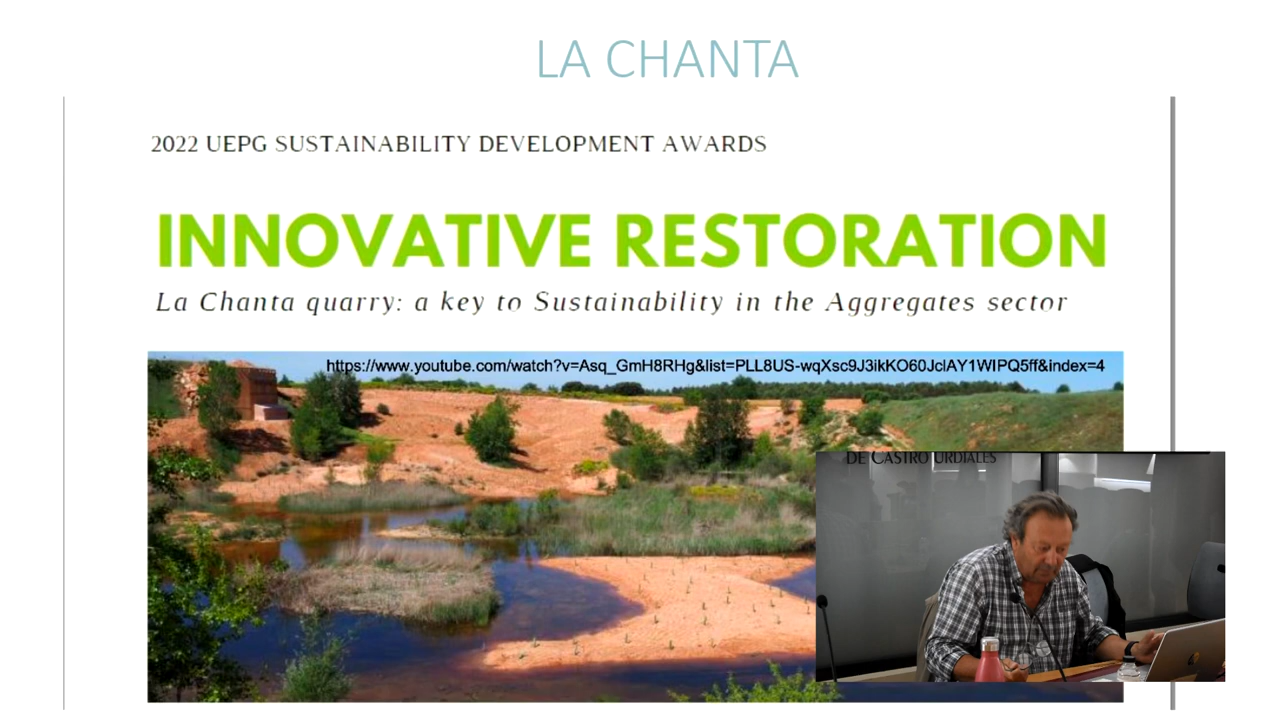 LA CHANTA
2022 UEPG SUSTAINABILITY DEVELOPMENT AWARDS
INNOVATIVE RESTORATION
La Chanta quarry: a key to Sustainability in the Aggregates sector
https://www.youtube.com/watch?v=Asq_GmH8RHg&list=PLL8US-wqXsc9J3ikKO60JclAY1WIPQ5ff&index=4
DE CASTRO URDIALES